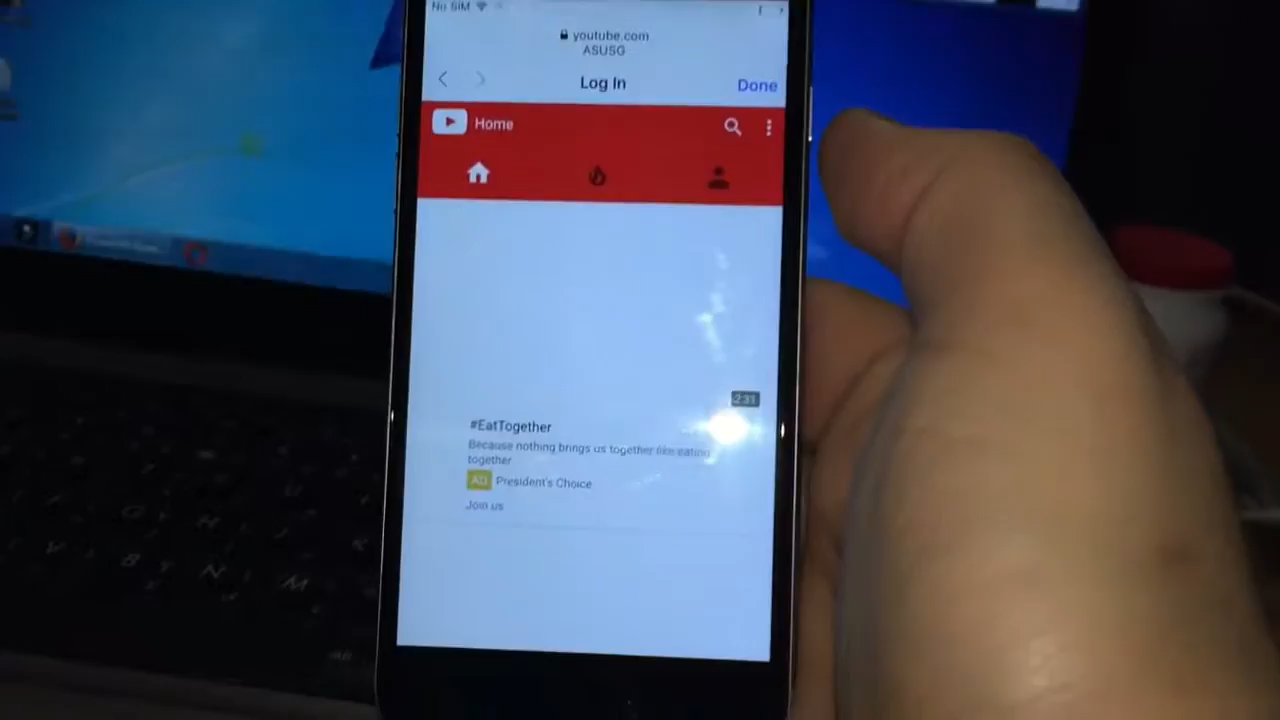 No SIM
youtube.com
ASUSG
Log In
Done
Home
2:31
#EatTogether
Because nothing brings us together like eating
together
AD President's Choice
Join us
G H
V B N M